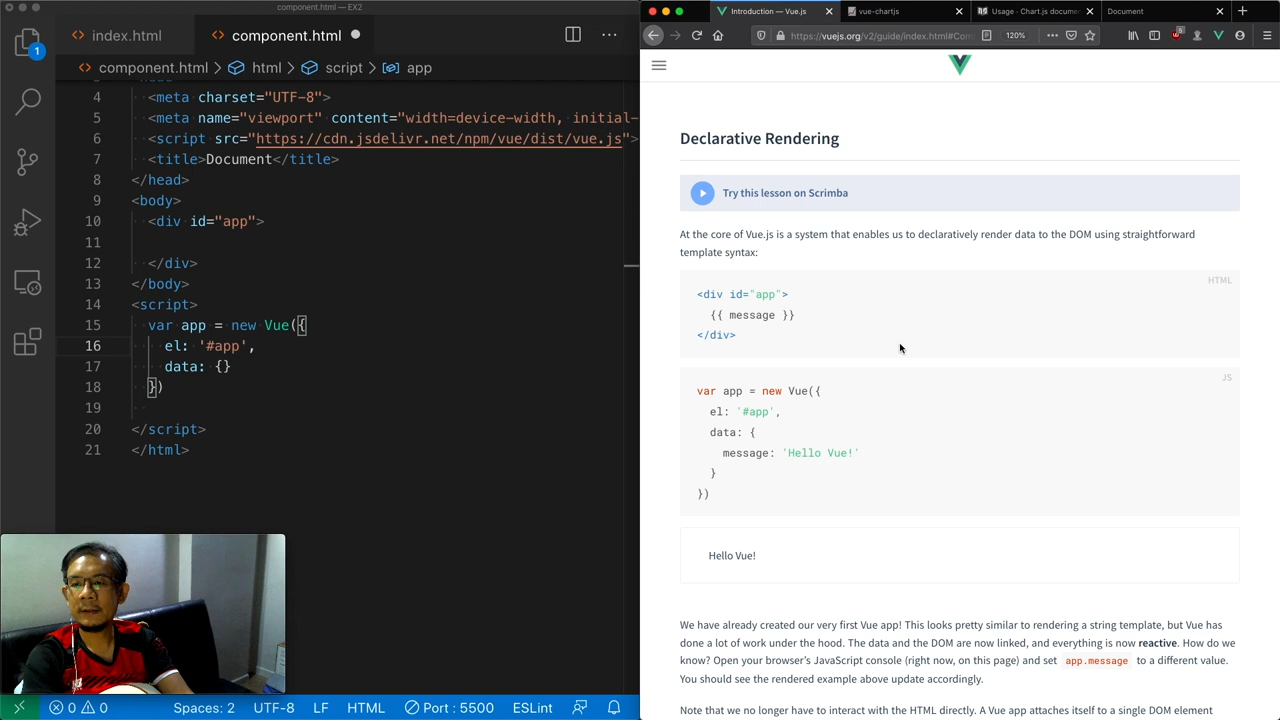 component.html — EX2
index.html
component.html
component.html > html > script > app
4 <meta charset="UTF-8">
5 <meta name="viewport" content="width=device-width, initial-
6 <script src="https://cdn.jsdelivr.net/npm/vue/dist/vue.js">
7 <title>Document</title>
8 </head>
9 <body>
10 <div id="app">
11
12 </div>
13 </body>
14 <script>
15 var app = new Vue({
16 el: '#app',
17 data: {}
18 })
19
20 </script>
21 </html>
1
0 0
Spaces: 2
UTF-8
LF
HTML
Port : 5500
ESLint
Introduction — Vue.js
vue-chartjs
Usage · Chart.js docume
Document
https://vuejs.org/v2/guide/index.html#Com
120%
Declarative Rendering
Try this lesson on Scrimba
At the core of Vue.js is a system that enables us to declaratively render data to the DOM using straightforward
template syntax:
HTML
<div id="app">
{{ message }}
</div>
JS
var app = new Vue({
el: '#app',
data: {
message: 'Hello Vue!'
}
})
Hello Vue!
We have already created our very first Vue app! This looks pretty similar to rendering a string template, but Vue has
done a lot of work under the hood. The data and the DOM are now linked, and everything is now reactive. How do we
know? Open your browser's JavaScript console (right now, on this page) and set app.message to a different value.
You should see the rendered example above update accordingly.
Note that we no longer have to interact with the HTML directly. A Vue app attaches itself to a single DOM element